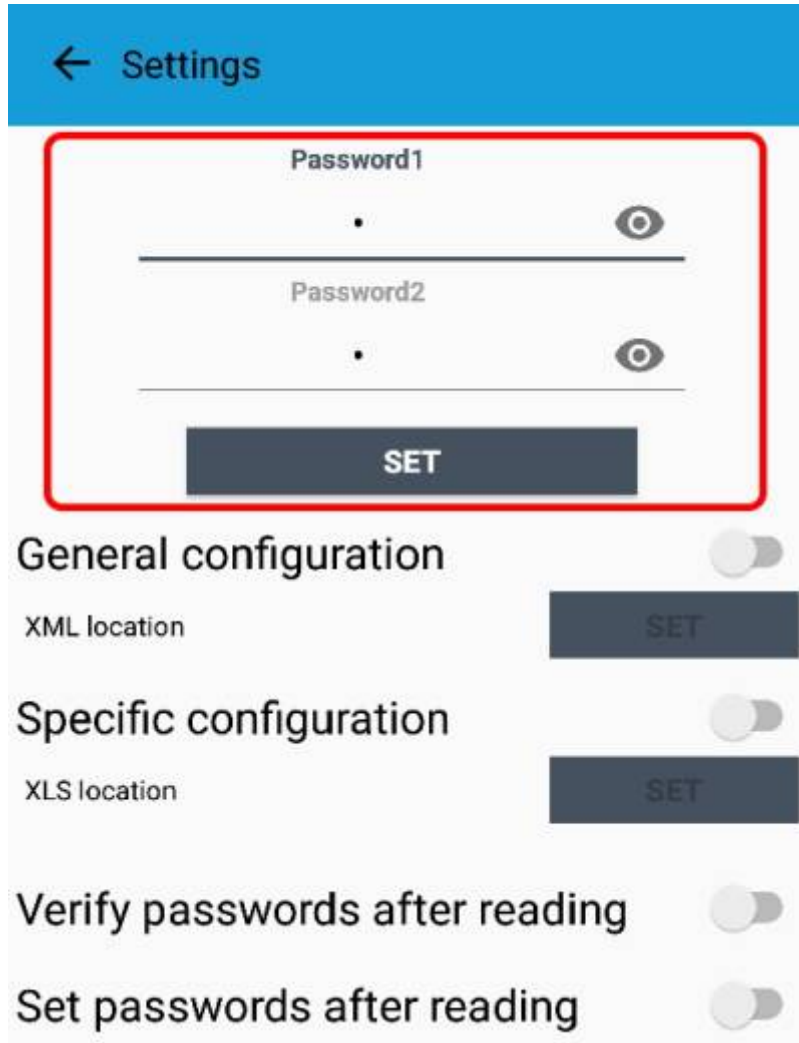 Settings
Password1
•
Password2
•
SET
General configuration
XML location
SET
Specific configuration
XLS location
SET
Verify passwords after reading
Set passwords after reading